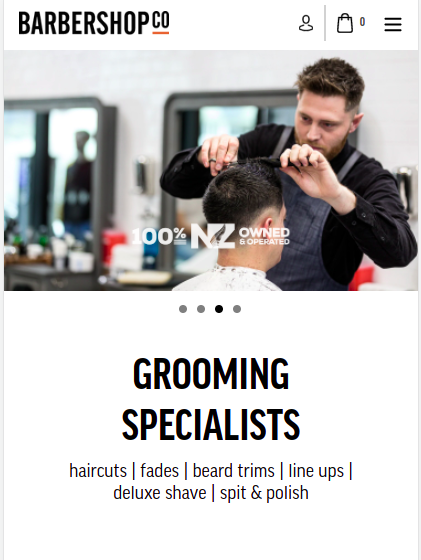 BARBERSHOP CO
0
100% NZ OWNED
& OPERATED
GROOMING
SPECIALISTS
haircuts | fades | beard trims | line ups |
deluxe shave | spit & polish